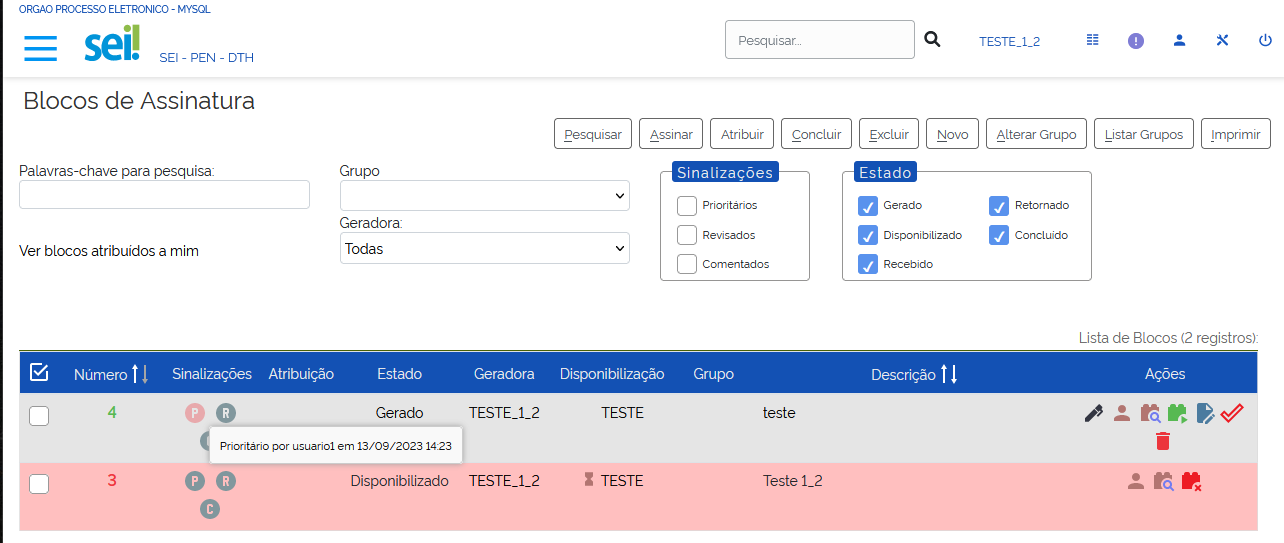 ORGAO PROCESSO ELETRONICO - MYSQL
sei!
SEI - PEN - DTH
Pesquisar...
TESTE_1_2
Blocos de Assinatura
Pesquisar Assinar Atribuir Concluir Excluir Novo Alterar Grupo Listar Grupos Imprimir
Palavras-chave para pesquisa:
Grupo
Geradora:
Todas
Ver blocos atribuídos a mim
Sinalizações
Prioritários
Revisados
Comentados
Estado
Gerado Retornado
Disponibilizado Concluído
Recebido
Lista de Blocos (2 registros):
Número Sinalizações Atribuição Estado Geradora Disponibilização Grupo Descrição Ações
4 P R Gerado TESTE_1_2 TESTE teste
Prioritário por usuario1 em 13/09/2023 14:23
3 P R Disponibilizado TESTE_1_2 TESTE Teste 1_2
C